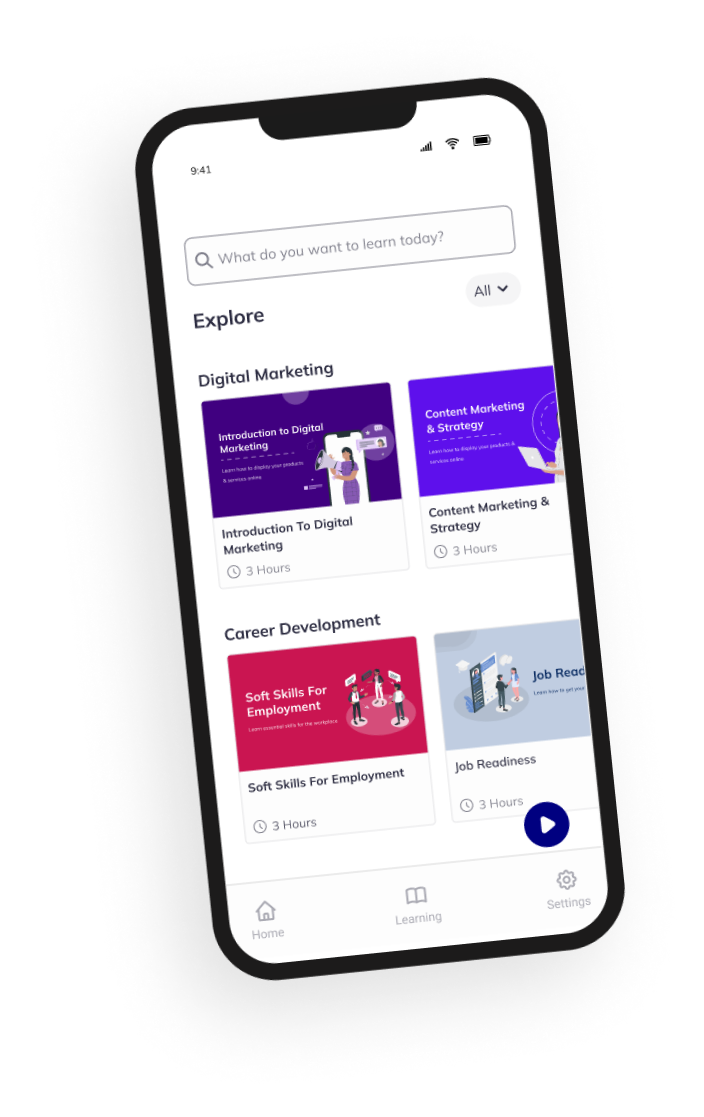 9:41
What do you want to learn today?
All
Explore
Digital Marketing
Introduction to Digital
Marketing
Learn how to display your products
& services online
Content Marketing
& Strategy
Learn how to display your products &
services online
Introduction To Digital
Marketing
3 Hours
Content Marketing &
Strategy
3 Hours
Career Development
Soft Skills For
Employment
Learn essential skills for the workplace
Job Read
Learn how to get your
Soft Skills For Employment
3 Hours
Job Readiness
3 Hours
Home
Learning
Settings